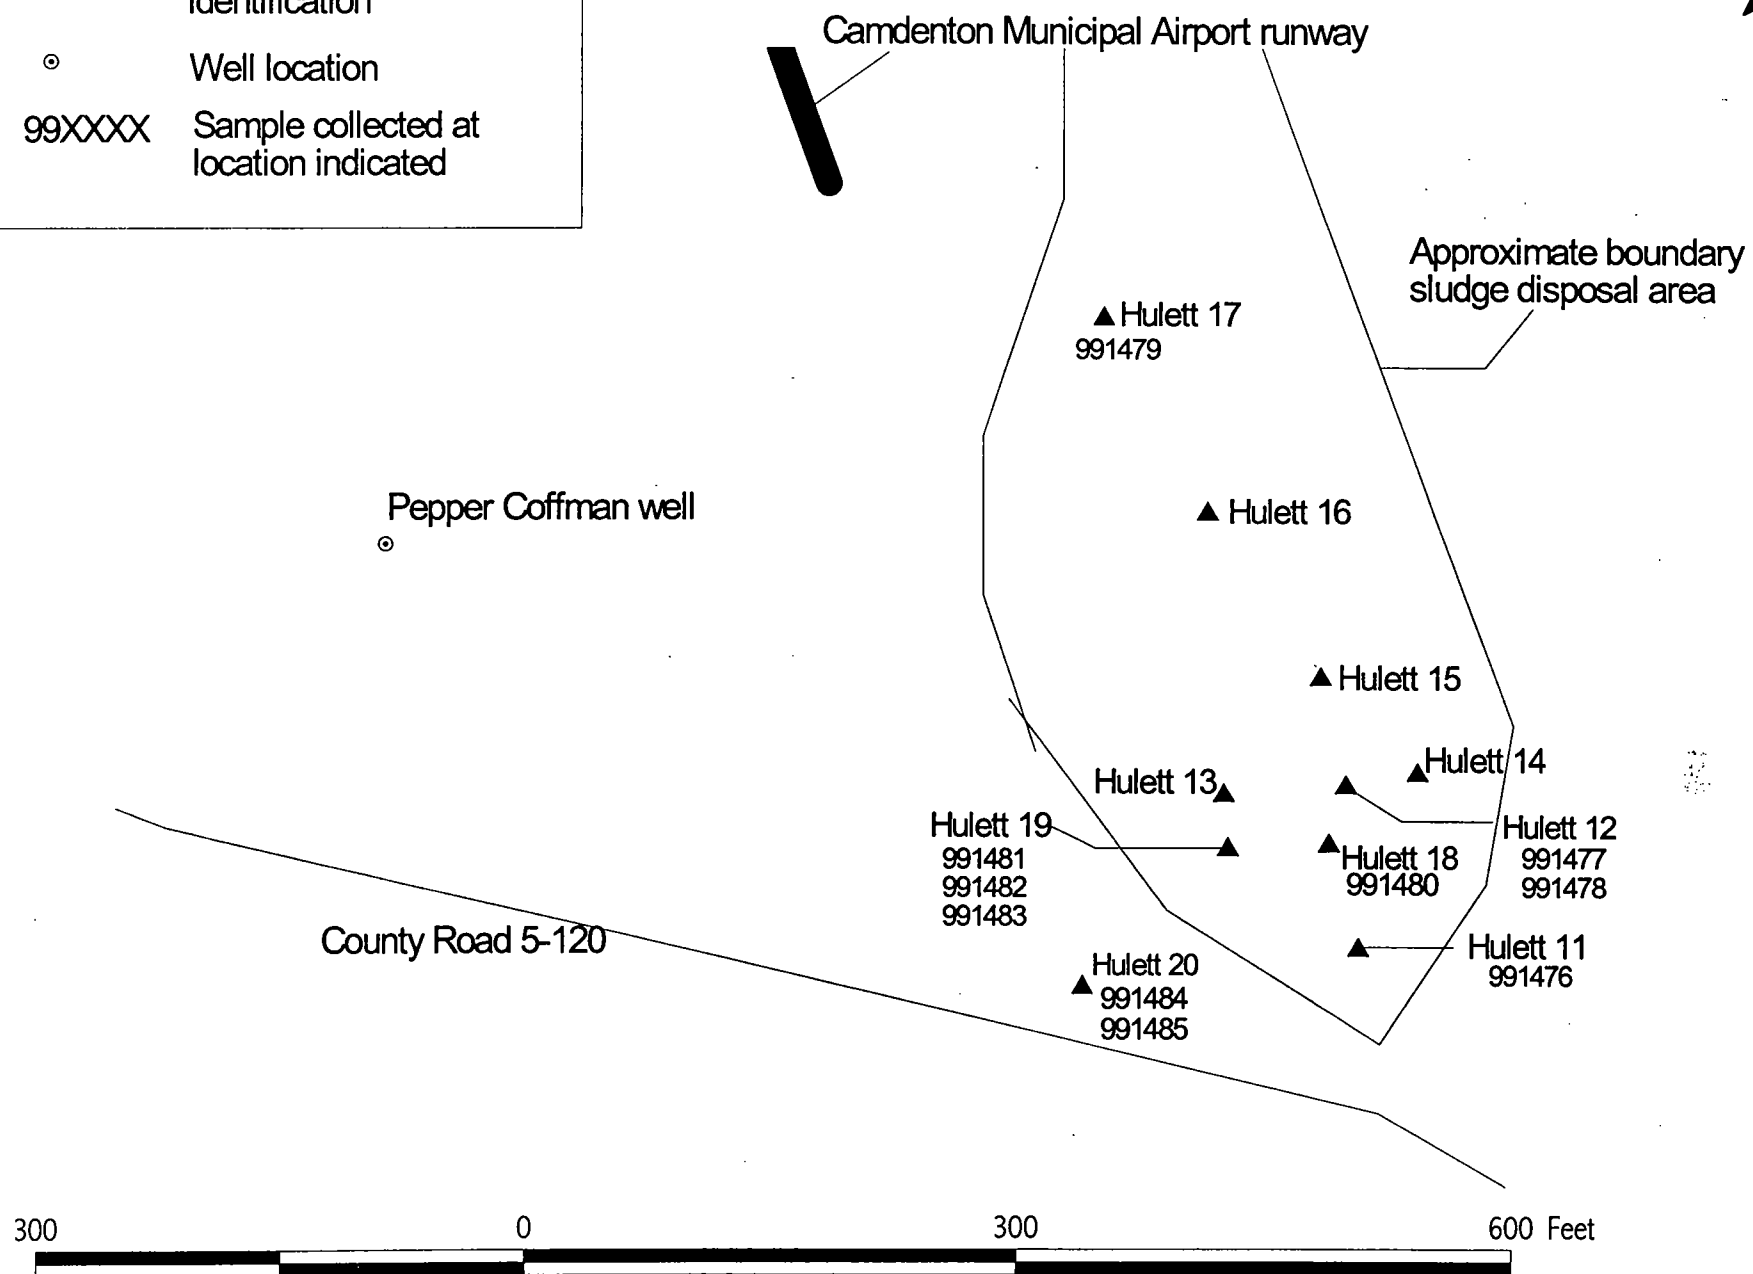 Identification
Well location
99XXXX Sample collected at
location indicated
Camdenton Municipal Airport runway
Approximate boundary
sludge disposal area
Hulett 17
991479
Pepper Coffman well
Hulett 16
Hulett 15
Hulett 14
Hulett 13
Hulett 12
991477
991478
Hulett 19
991481
991482
991483
Hulett 18
991480
Hulett 11
991476
County Road 5-120
Hulett 20
991484
991485
300 0 300 600 Feet